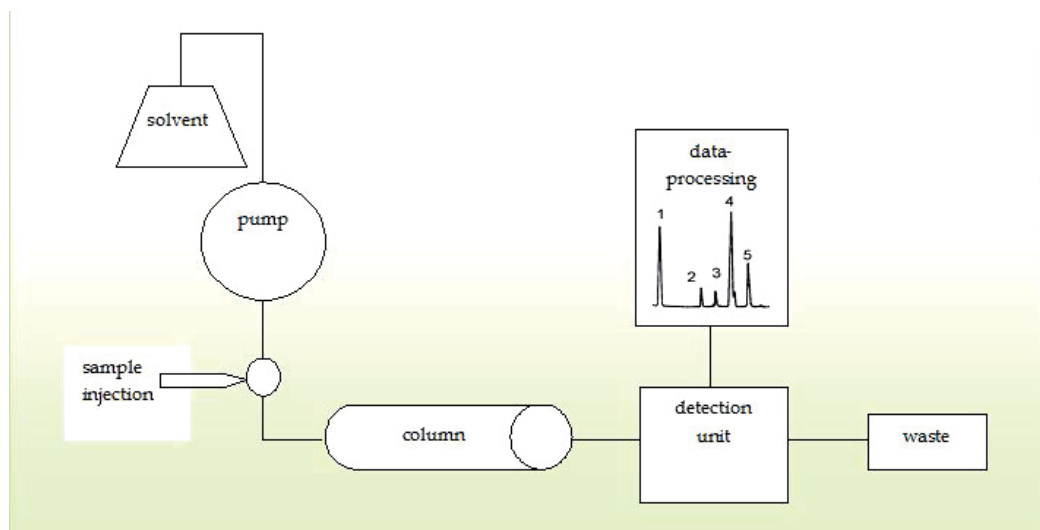 solvent
pump
sample
injection
column
data-
processing
1
2
3
4
5
detection
unit
waste